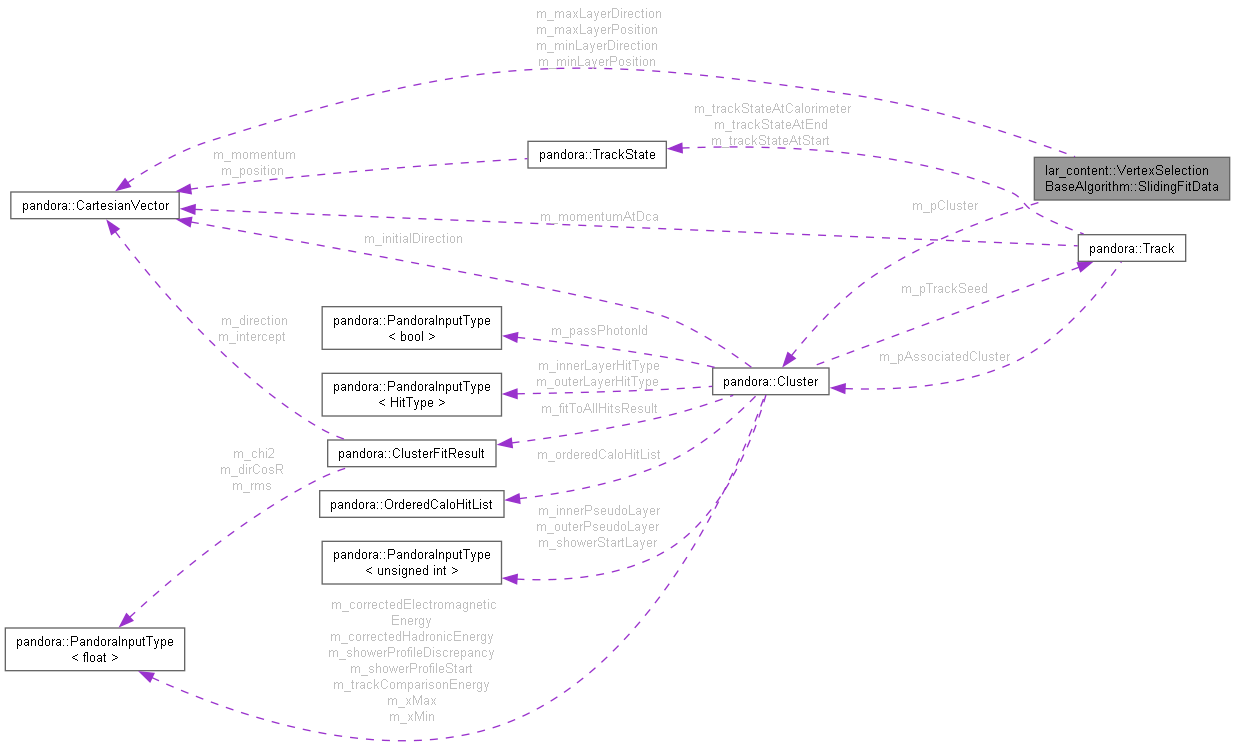 m_maxLayerDirection
m_maxLayerPosition
m_minLayerDirection
m_minLayerPosition
m_trackStateAtCalorimeter
m_trackStateAtEnd
m_trackStateAtStart
m_momentum
m_position
pandora::TrackState
lar_content::VertexSelection
BaseAlgorithm::SlidingFitData
pandora::CartesianVector
m_pCluster
m_momentumAtDca
m_initialDirection
pandora::Track
m_pTrackSeed
m_direction
m_intercept
pandora::PandoraInputType
< bool >
m_passPhotonId
m_pAssociatedCluster
m_innerLayerHitType
m_outerLayerHitType
pandora::PandoraInputType
< HitType >
pandora::Cluster
m_fitToAllHitsResult
pandora::ClusterFitResult
m_chi2
m_dirCosR
m_rms
m_orderedCaloHitList
pandora::OrderedCaloHitList
m_innerPseudoLayer
m_outerPseudoLayer
m_showerStartLayer
pandora::PandoraInputType
< unsigned int >
m_correctedElectromagnetic
Energy
m_correctedHadronicEnergy
m_showerProfileDiscrepancy
m_showerProfileStart
m_trackComparisonEnergy
m_xMax
m_xMin
pandora::PandoraInputType
< float >